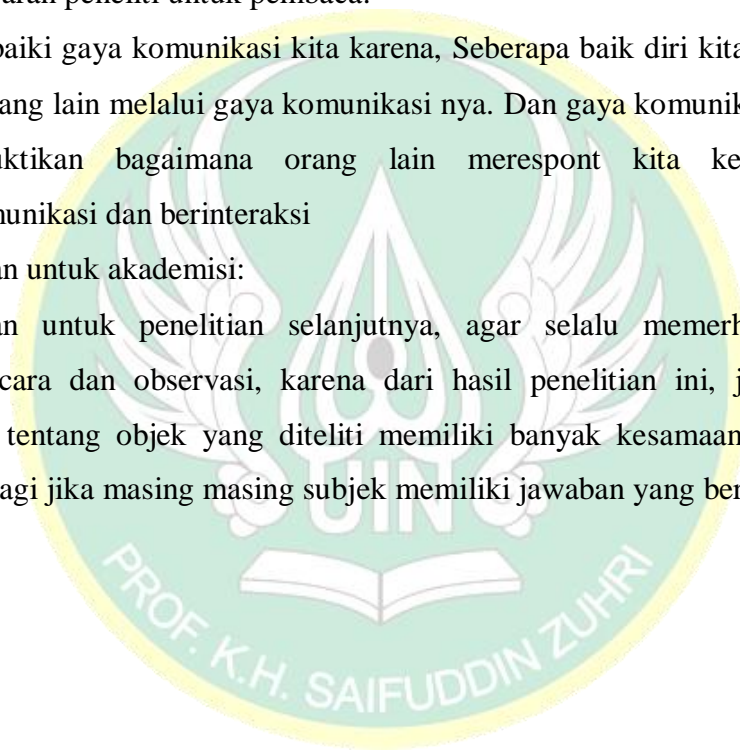 aran peneliti untuk pembaca:
baiki gaya komunikasi kita karena, Seberapa baik diri kita
ang lain melalui gaya komunikasi nya. Dan gaya komunik
uktikan bagaimana orang lain merespont kita ke
nunikasi dan berinteraksi
an untuk akademisi:
an untuk penelitian selanjutnya, agar selalu memerh
cara dan observasi, karena dari hasil penelitian ini, j
tentang objek yang diteliti memiliki banyak kesamaan
agi jika masing masing subjek memiliki jawaban yang ber
UIN
PROF. K.H. SAIFUDDIN ZUHRI